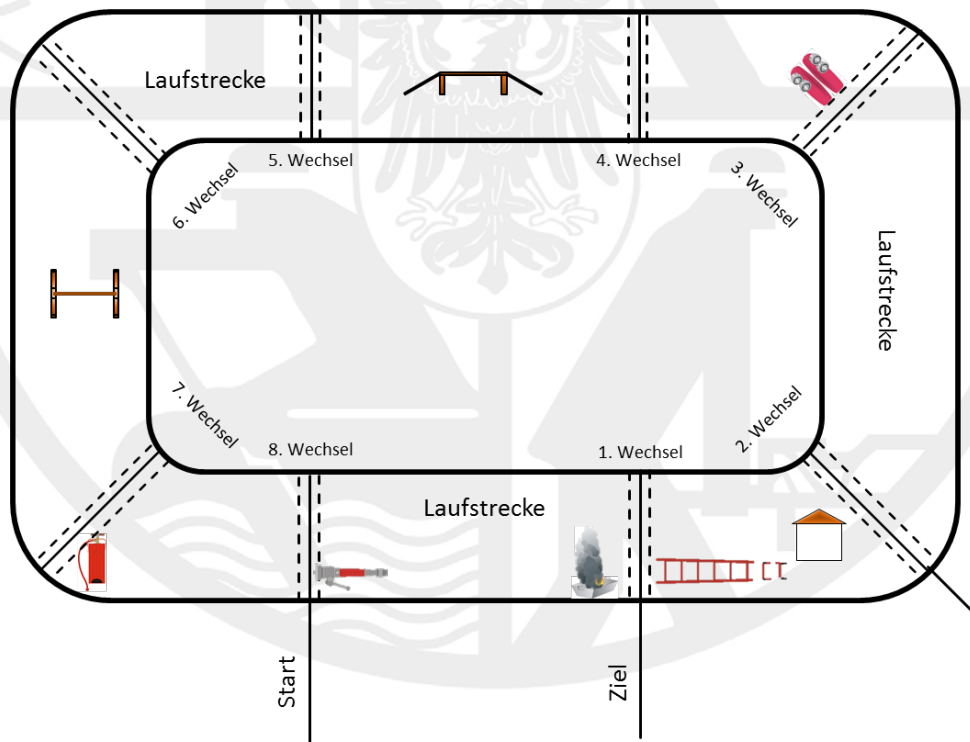 Laufstrecke
5. Wechsel
4. Wechsel
6. Wechsel
3. Wechsel
Laufstrecke
7. Wechsel
2. Wechsel
8. Wechsel
1. Wechsel
Laufstrecke
Start
Ziel